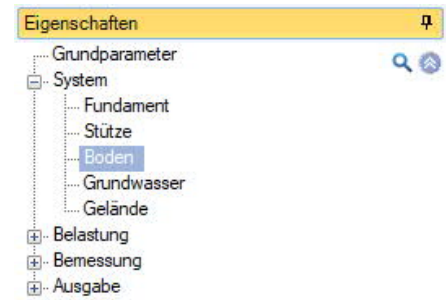 Eigenschaften
Grundparameter
System
Fundament
Stütze
Boden
Grundwasser
Gelände
Belastung
Bemessung
Ausgabe